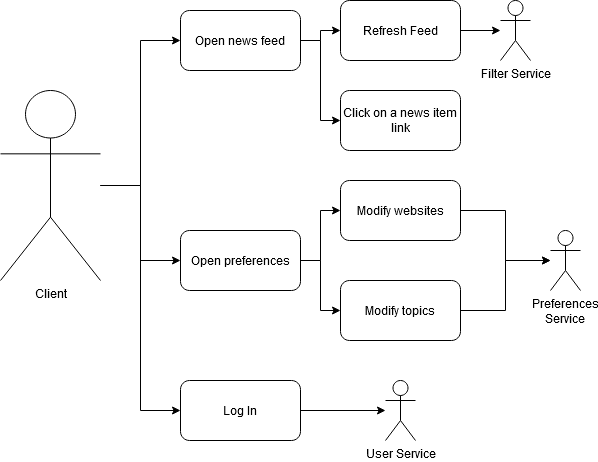 Open news feed
Refresh Feed
Filter Service
Click on a news item
link
Client
Open preferences
Modify websites
Modify topics
Preferences
Service
Log In
User Service